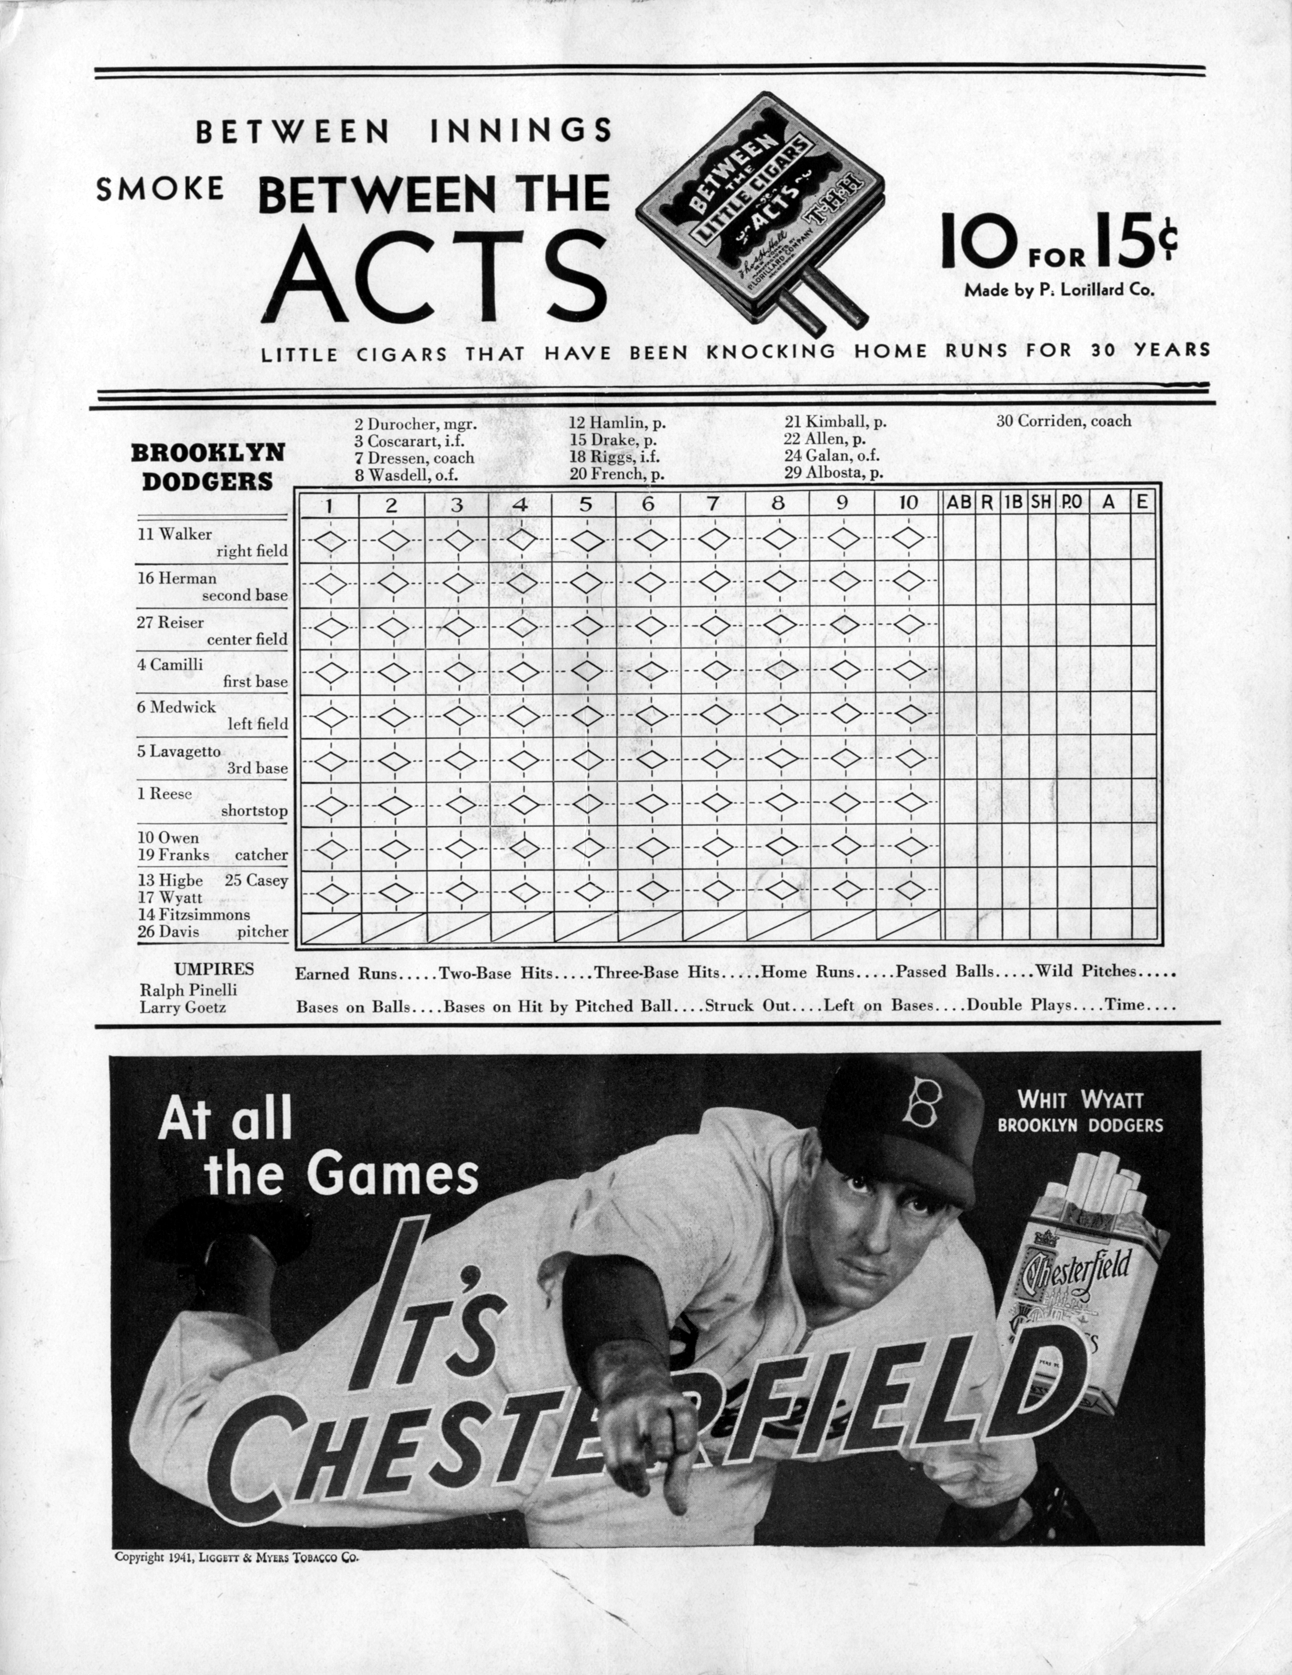 BETWEEN INNINGS
SMOKE BETWEEN THE
ACTS
BETWEEN
THE
LITTLE CIGARS
ACTS
T·H·H
P. LORILLARD COMPANY
10 FOR 15¢
Made by P. Lorillard Co.
LITTLE CIGARS THAT HAVE BEEN KNOCKING HOME RUNS FOR 30 YEARS
BROOKLYN
DODGERS
2 Durocher, mgr.
3 Coscarart, i.f.
7 Dressen, coach
8 Wasdell, o.f.
12 Hamlin, p.
15 Drake, p.
18 Riggs, i.f.
20 French, p.
21 Kimball, p.
22 Allen, p.
24 Galan, o.f.
29 Albosta, p.
30 Corriden, coach
1 2 3 4 5 6 7 8 9 10 AB R 1B SH P.O A E
11 Walker
right field
16 Herman
second base
27 Reiser
center field
4 Camilli
first base
6 Medwick
left field
5 Lavagetto
3rd base
1 Reese
shortstop
10 Owen
19 Franks catcher
13 Higbe 25 Casey
17 Wyatt
14 Fitzsimmons
26 Davis pitcher
UMPIRES
Ralph Pinelli
Larry Goetz
Earned Runs.....Two-Base Hits.....Three-Base Hits.....Home Runs.....Passed Balls.....Wild Pitches.....
Bases on Balls....Bases on Hit by Pitched Ball....Struck Out....Left on Bases....Double Plays....Time....
At all
the Games
WHIT WYATT
BROOKLYN DODGERS
B
Chesterfield
IT'S
CHESTERFIELD
Copyright 1941, LIGGETT & MYERS TOBACCO CO.